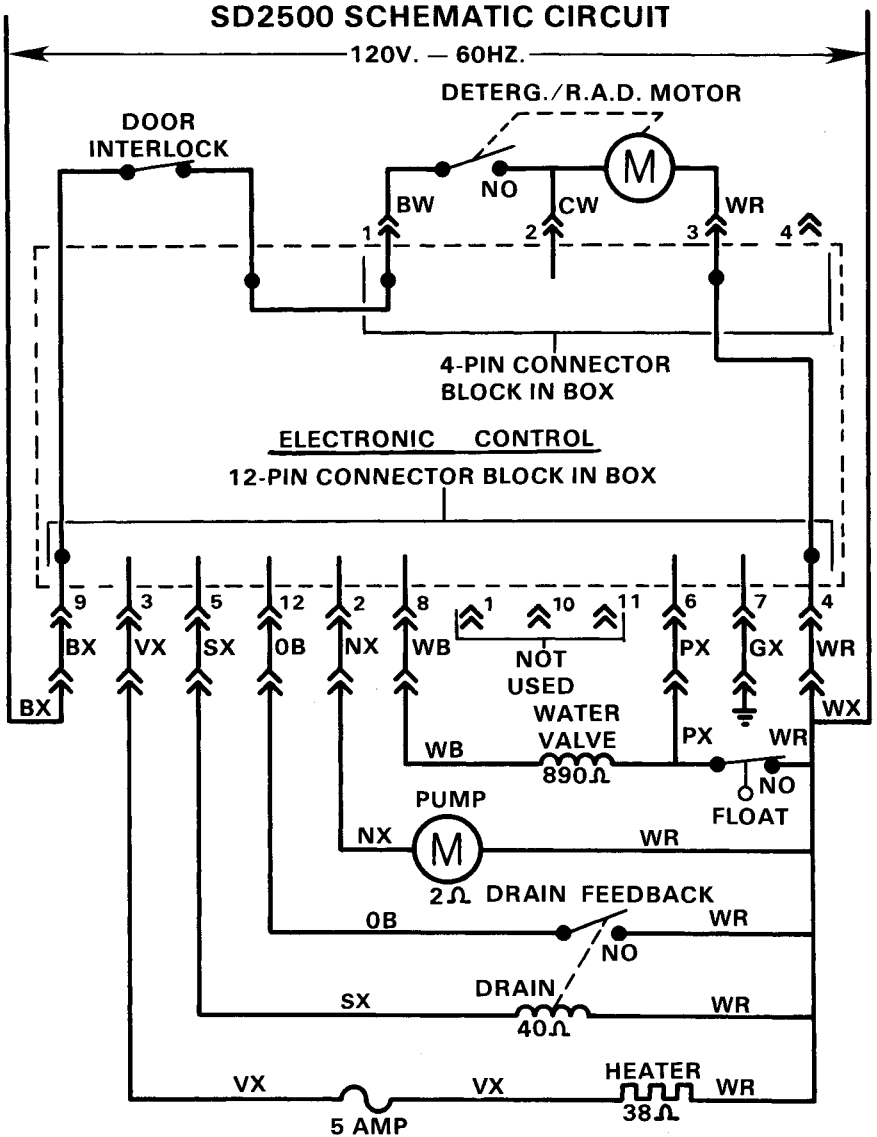 SD2500 SCHEMATIC CIRCUIT
120V. — 60HZ.
DETERG./R.A.D. MOTOR
DOOR
INTERLOCK
M
NO
BW
CW
WR
1
2
3
4
4-PIN CONNECTOR
BLOCK IN BOX
ELECTRONIC CONTROL
12-PIN CONNECTOR BLOCK IN BOX
9 3 5 12 2 8 1 10 11 6 7 4
BX VX SX 0B NX WB PX GX WR
NOT
USED
BX
WX
WATER
VALVE
WB
890Ω
PX
WR
NO
FLOAT
PUMP
NX
M
WR
2Ω
DRAIN FEEDBACK
0B
WR
NO
DRAIN
SX
WR
40Ω
HEATER
VX
VX
WR
5 AMP
38Ω